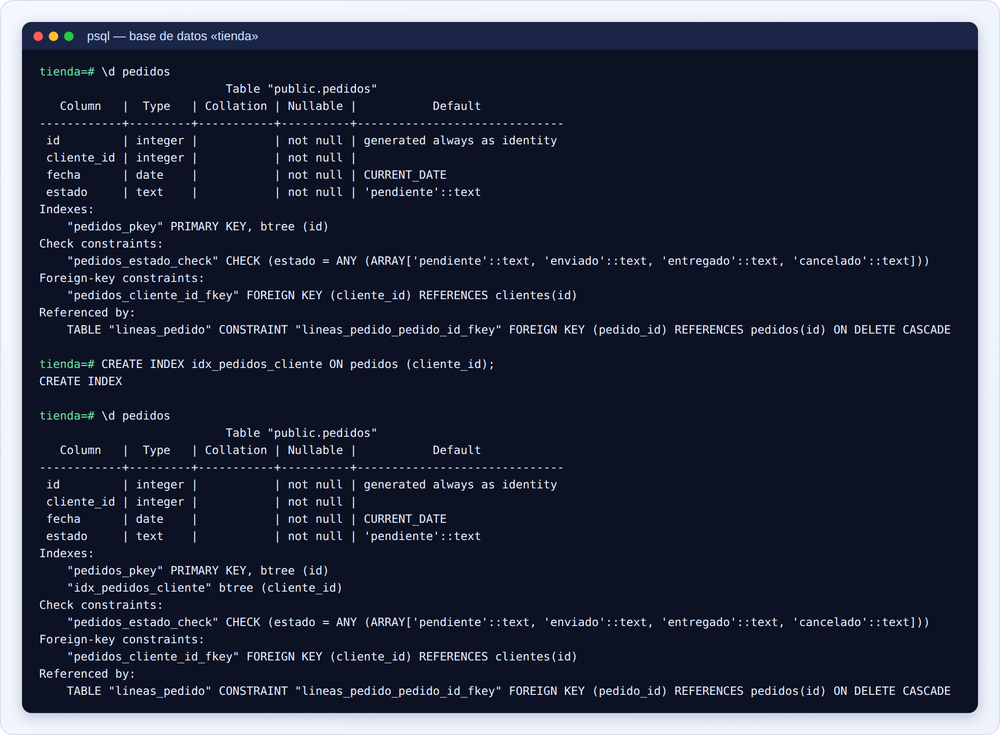 psql — base de datos «tienda»
tienda=# \d pedidos
                           Table "public.pedidos"
   Column   |  Type   | Collation | Nullable |           Default
------------+---------+-----------+----------+------------------------------
 id         | integer |           | not null | generated always as identity
 cliente_id | integer |           | not null |
 fecha      | date    |           | not null | CURRENT_DATE
 estado     | text    |           | not null | 'pendiente'::text
Indexes:
    "pedidos_pkey" PRIMARY KEY, btree (id)
Check constraints:
    "pedidos_estado_check" CHECK (estado = ANY (ARRAY['pendiente'::text, 'enviado'::text, 'entregado'::text, 'cancelado'::text]))
Foreign-key constraints:
    "pedidos_cliente_id_fkey" FOREIGN KEY (cliente_id) REFERENCES clientes(id)
Referenced by:
    TABLE "lineas_pedido" CONSTRAINT "lineas_pedido_pedido_id_fkey" FOREIGN KEY (pedido_id) REFERENCES pedidos(id) ON DELETE CASCADE

tienda=# CREATE INDEX idx_pedidos_cliente ON pedidos (cliente_id);
CREATE INDEX

tienda=# \d pedidos
                           Table "public.pedidos"
   Column   |  Type   | Collation | Nullable |           Default
------------+---------+-----------+----------+------------------------------
 id         | integer |           | not null | generated always as identity
 cliente_id | integer |           | not null |
 fecha      | date    |           | not null | CURRENT_DATE
 estado     | text    |           | not null | 'pendiente'::text
Indexes:
    "pedidos_pkey" PRIMARY KEY, btree (id)
    "idx_pedidos_cliente" btree (cliente_id)
Check constraints:
    "pedidos_estado_check" CHECK (estado = ANY (ARRAY['pendiente'::text, 'enviado'::text, 'entregado'::text, 'cancelado'::text]))
Foreign-key constraints:
    "pedidos_cliente_id_fkey" FOREIGN KEY (cliente_id) REFERENCES clientes(id)
Referenced by:
    TABLE "lineas_pedido" CONSTRAINT "lineas_pedido_pedido_id_fkey" FOREIGN KEY (pedido_id) REFERENCES pedidos(id) ON DELETE CASCADE